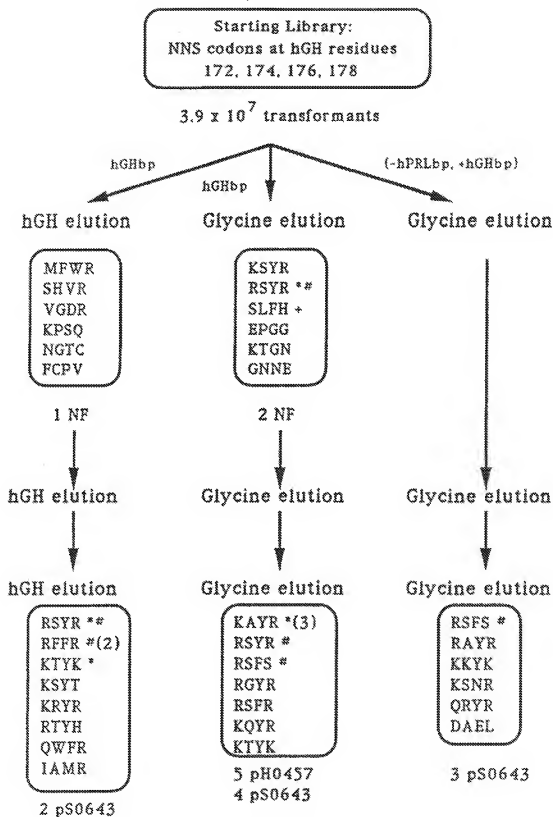 Starting Library:
NNS codons at hGH residues
172, 174, 176, 178
3.9 x 10^7 transformants
hGHbp
hGHbp
(-hPRLbp, +hGHbp)
hGH elution
Glycine elution
Glycine elution
MFWR
SHVR
VGDR
KPSQ
NGTC
FCPV
1 NF
KSYR
RSYR *#
SLFH +
EPGG
KTGN
GNNE
2 NF
hGH elution
Glycine elution
Glycine elution
hGH elution
Glycine elution
Glycine elution
RSYR *#
RFFR #(2)
KTYK *
KSYT
KRYR
RTYH
QWFR
IAMR
2 pS0643
KAYR *(3)
RSYR #
RSFS #
RGYR
RSFR
KQYR
KTYK
5 pH0457
4 pS0643
RSFS #
RAYR
KKYK
KSNR
QRYR
DAEL
3 pS0643